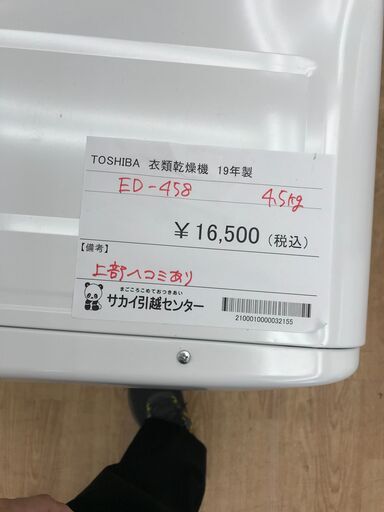 TOSHIBA 衣類乾燥機 19年製
ED-458 4.5kg
￥16,500（税込）
【備考】
上部へコミあり
まごころこめておつきあい
サカイ引越センター
2100010000032155